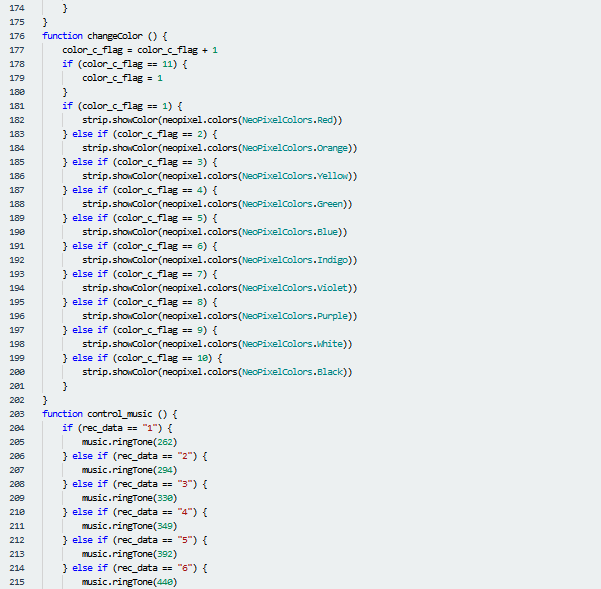 174 }
175 }
176 function changeColor () {
177 color_c_flag = color_c_flag + 1
178 if (color_c_flag == 11) {
179 color_c_flag = 1
180 }
181 if (color_c_flag == 1) {
182 strip.showColor(neopixel.colors(NeoPixelColors.Red))
183 } else if (color_c_flag == 2) {
184 strip.showColor(neopixel.colors(NeoPixelColors.Orange))
185 } else if (color_c_flag == 3) {
186 strip.showColor(neopixel.colors(NeoPixelColors.Yellow))
187 } else if (color_c_flag == 4) {
188 strip.showColor(neopixel.colors(NeoPixelColors.Green))
189 } else if (color_c_flag == 5) {
190 strip.showColor(neopixel.colors(NeoPixelColors.Blue))
191 } else if (color_c_flag == 6) {
192 strip.showColor(neopixel.colors(NeoPixelColors.Indigo))
193 } else if (color_c_flag == 7) {
194 strip.showColor(neopixel.colors(NeoPixelColors.Violet))
195 } else if (color_c_flag == 8) {
196 strip.showColor(neopixel.colors(NeoPixelColors.Purple))
197 } else if (color_c_flag == 9) {
198 strip.showColor(neopixel.colors(NeoPixelColors.White))
199 } else if (color_c_flag == 10) {
200 strip.showColor(neopixel.colors(NeoPixelColors.Black))
201 }
202 }
203 function control_music () {
204 if (rec_data == "1") {
205 music.ringTone(262)
206 } else if (rec_data == "2") {
207 music.ringTone(294)
208 } else if (rec_data == "3") {
209 music.ringTone(330)
210 } else if (rec_data == "4") {
211 music.ringTone(349)
212 } else if (rec_data == "5") {
213 music.ringTone(392)
214 } else if (rec_data == "6") {
215 music.ringTone(440)